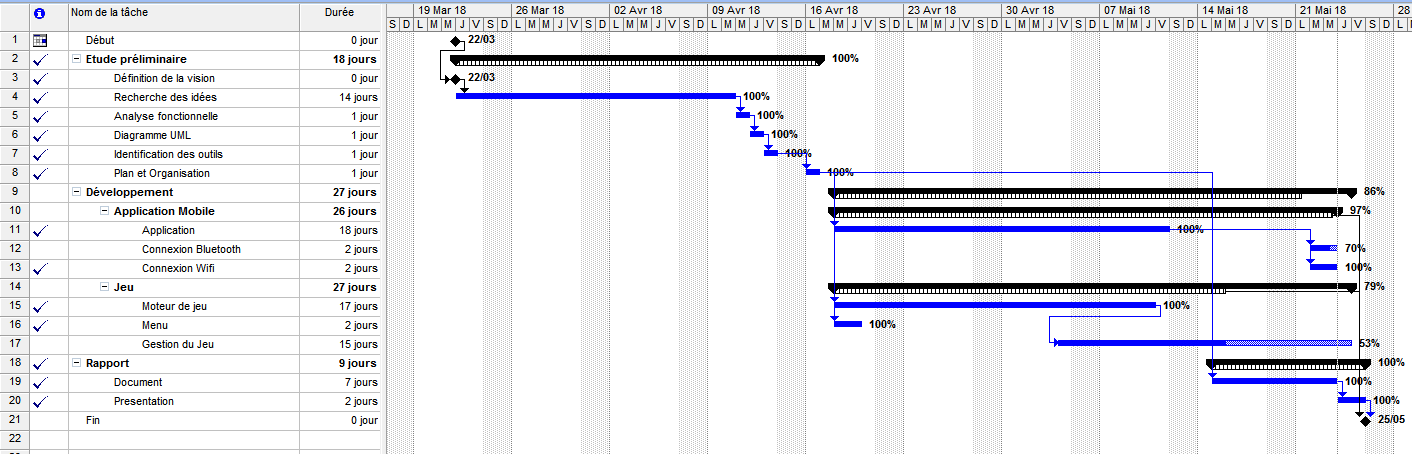 Nom de la tâche Durée 19 Mar 18 26 Mar 18 02 Avr 18 09 Avr 18 16 Avr 18 23 Avr 18 30 Avr 18 07 Mai 18 14 Mai 18 21 Mai 18 28
S D L M M J V S D L M M J V S D L M M J V S D L M M J V S D L M M J V S D L M M J V S D L M M J V S D L M M J V S D L M M J V S D L M M J V S D L
1 Début 0 jour 22/03
2 Etude préliminaire 18 jours 100%
3 Définition de la vision 0 jour 22/03
4 Recherche des idées 14 jours 100%
5 Analyse fonctionnelle 1 jour 100%
6 Diagramme UML 1 jour 100%
7 Identification des outils 1 jour 100%
8 Plan et Organisation 1 jour 100%
9 Développement 27 jours 86%
10 Application Mobile 26 jours 97%
11 Application 18 jours 100%
12 Connexion Bluetooth 2 jours 70%
13 Connexion Wifi 2 jours 100%
14 Jeu 27 jours 79%
15 Moteur de jeu 17 jours 100%
16 Menu 2 jours 100%
17 Gestion du Jeu 15 jours 53%
18 Rapport 9 jours 100%
19 Document 7 jours 100%
20 Presentation 2 jours 100%
21 Fin 0 jour 25/05
22